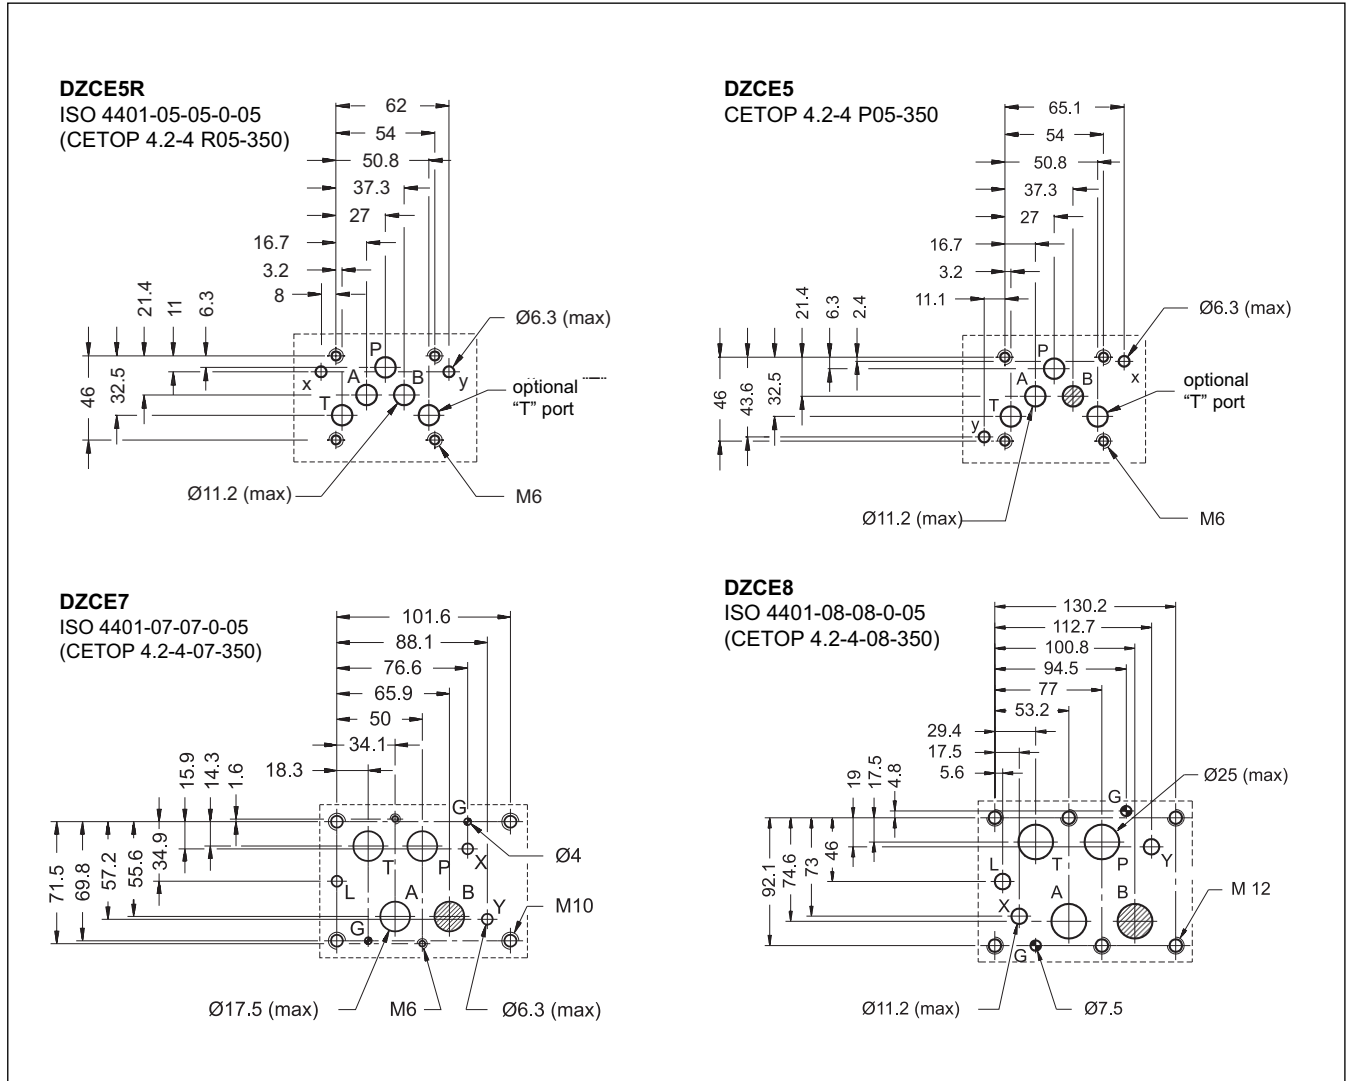 DZCE5R
ISO 4401-05-05-0-05
(CETOP 4.2-4 R05-350)
62
54
50.8
37.3
27
16.7
3.2
8
21.4
11
6.3
46
32.5
P
A
B
T
x
y
Ø6.3 (max)
optional
“T” port
Ø11.2 (max)
M6
DZCE5
CETOP 4.2-4 P05-350
65.1
54
50.8
37.3
27
16.7
3.2
11.1
21.4
6.3
2.4
46
43.6
32.5
P
A
B
T
x
y
Ø6.3 (max)
optional
“T” port
Ø11.2 (max)
M6
DZCE7
ISO 4401-07-07-0-05
(CETOP 4.2-4-07-350)
101.6
88.1
76.6
65.9
50
34.1
18.3
15.9
14.3
1.6
71.5
69.8
57.2
55.6
34.9
G
T
P
X
L
A
B
Y
G
Ø4
M10
Ø17.5 (max)
M6
Ø6.3 (max)
DZCE8
ISO 4401-08-08-0-05
(CETOP 4.2-4-08-350)
130.2
112.7
100.8
94.5
77
53.2
29.4
17.5
5.6
19
17.5
4.8
92.1
74.6
73
46
G
T
P
Y
L
X
A
B
G
Ø25 (max)
M 12
Ø11.2 (max)
Ø7.5